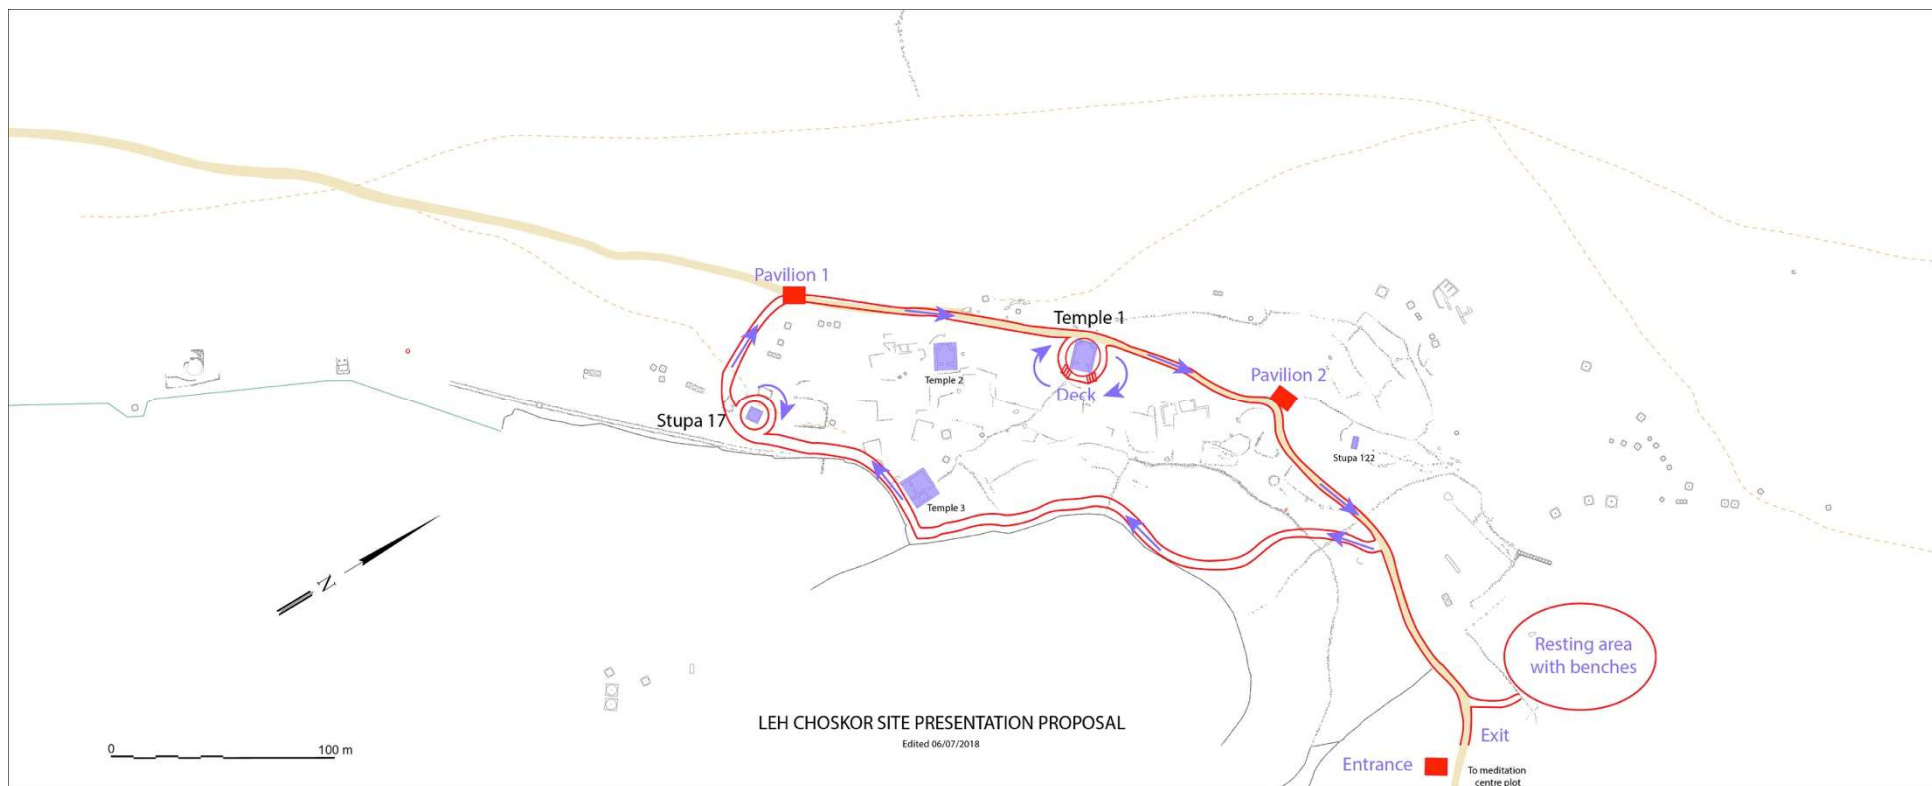 Pavilion 1
Temple 1
Temple 2
Pavilion 2
Deck
Stupa 17
Stupa 122
Temple 3
N
Resting area
with benches
LEH CHOSKOR SITE PRESENTATION PROPOSAL
Edited 06/07/2018
0
100 m
Exit
Entrance
To meditation
centre plot